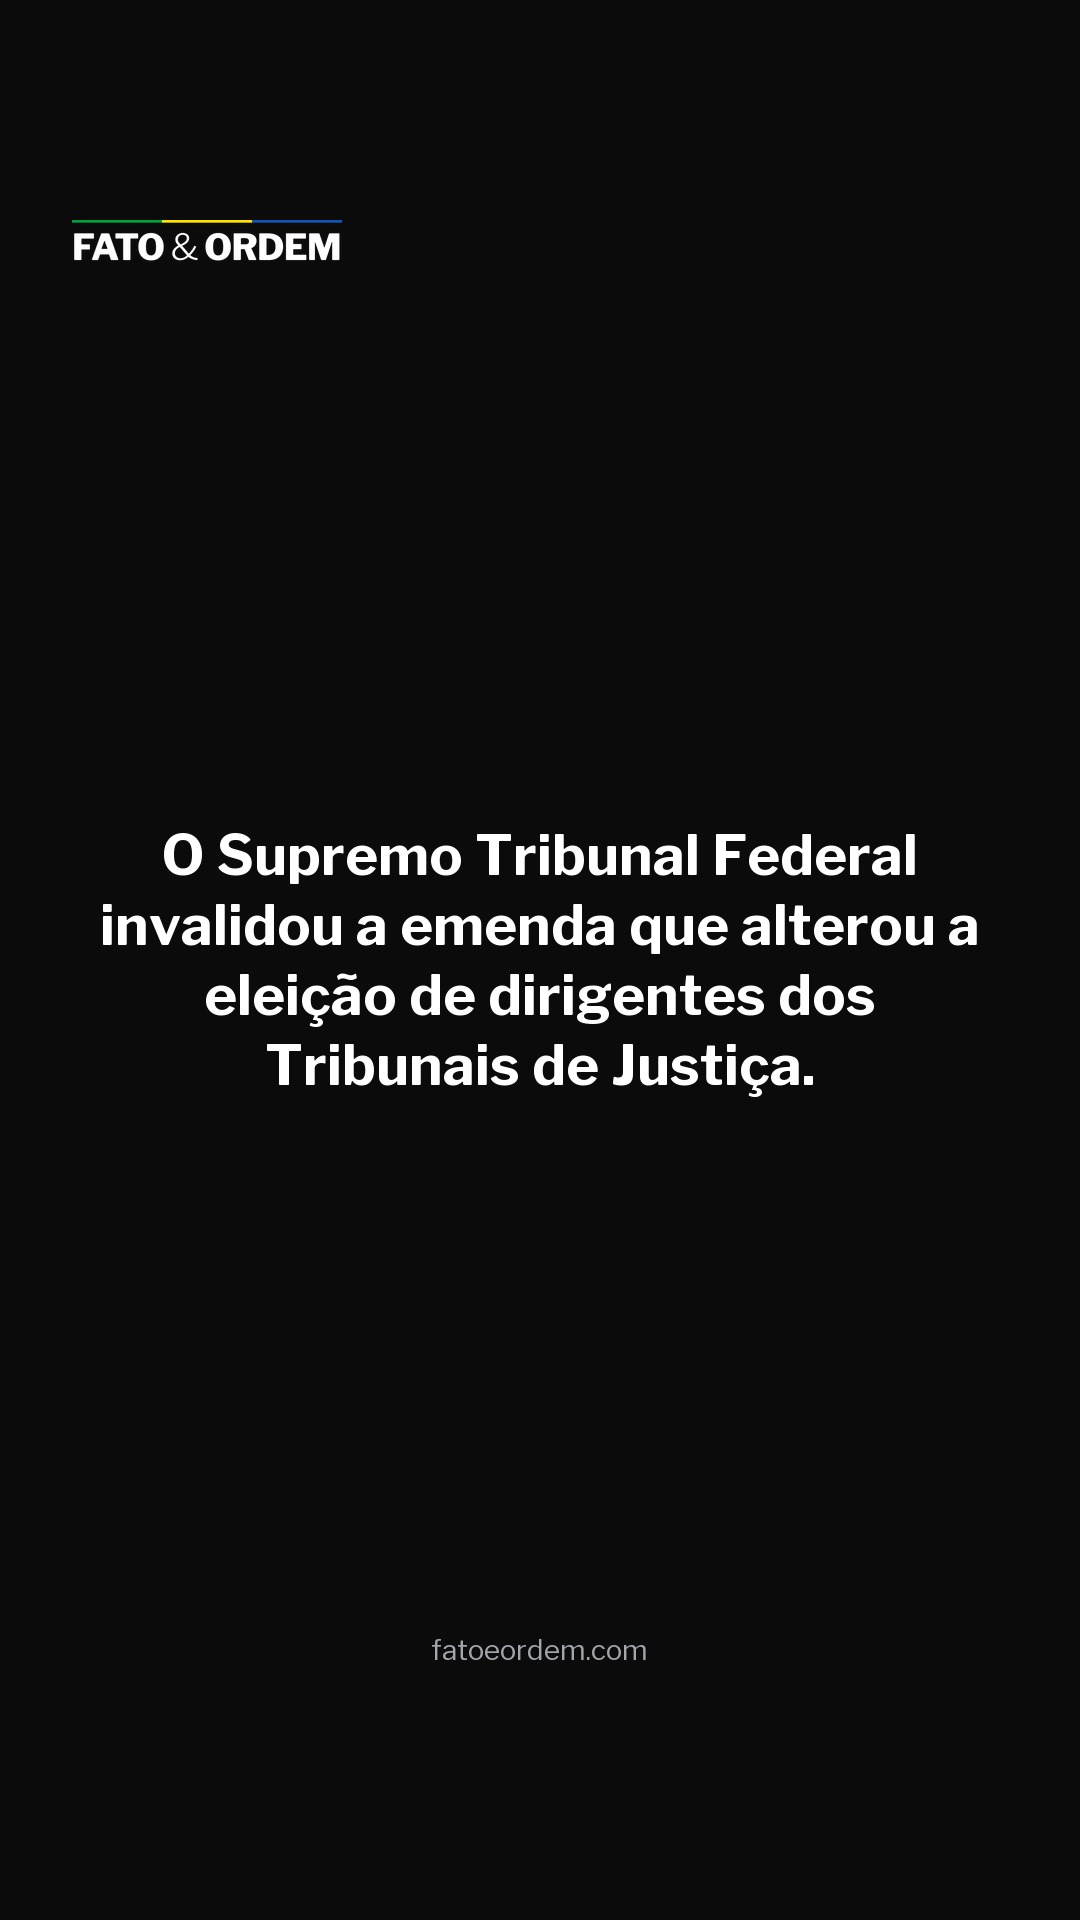 FATO & ORDEM
O Supremo Tribunal Federal
invalidou a emenda que alterou a
eleição de dirigentes dos
Tribunais de Justiça.
fatoeordem.com